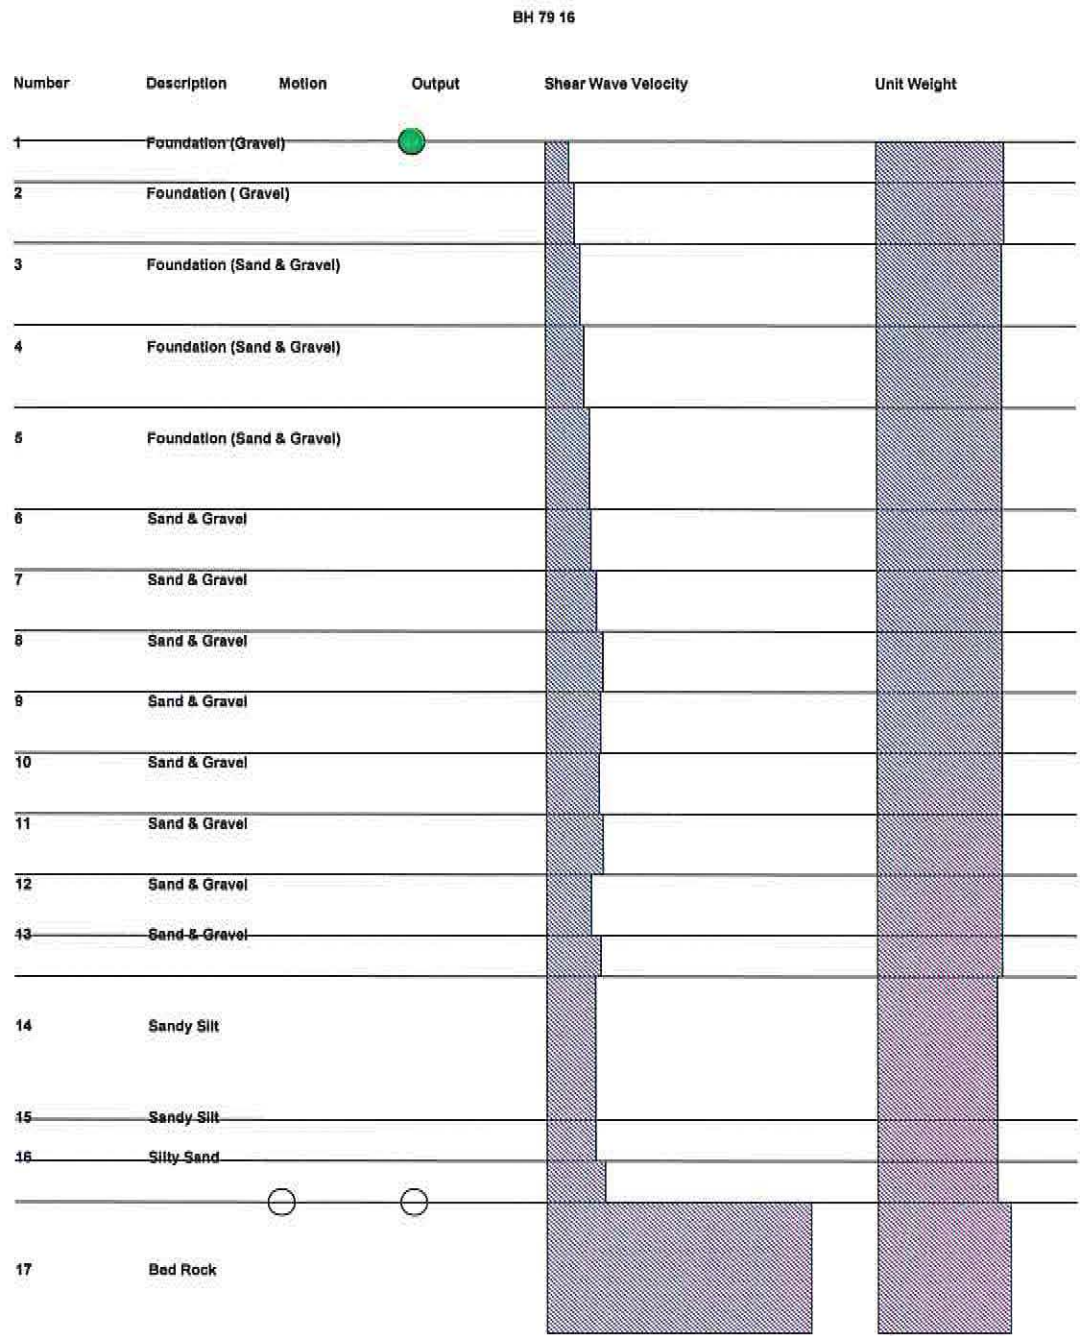 BH 79 16
Number Description Motion Output Shear Wave Velocity Unit Weight
1 Foundation (Gravel)
2 Foundation ( Gravel)
3 Foundation (Sand & Gravel)
4 Foundation (Sand & Gravel)
5 Foundation (Sand & Gravel)
6 Sand & Gravel
7 Sand & Gravel
8 Sand & Gravel
9 Sand & Gravel
10 Sand & Gravel
11 Sand & Gravel
12 Sand & Gravel
13 Sand & Gravel
14 Sandy Silt
15 Sandy Silt
16 Silty Sand
17 Bed Rock